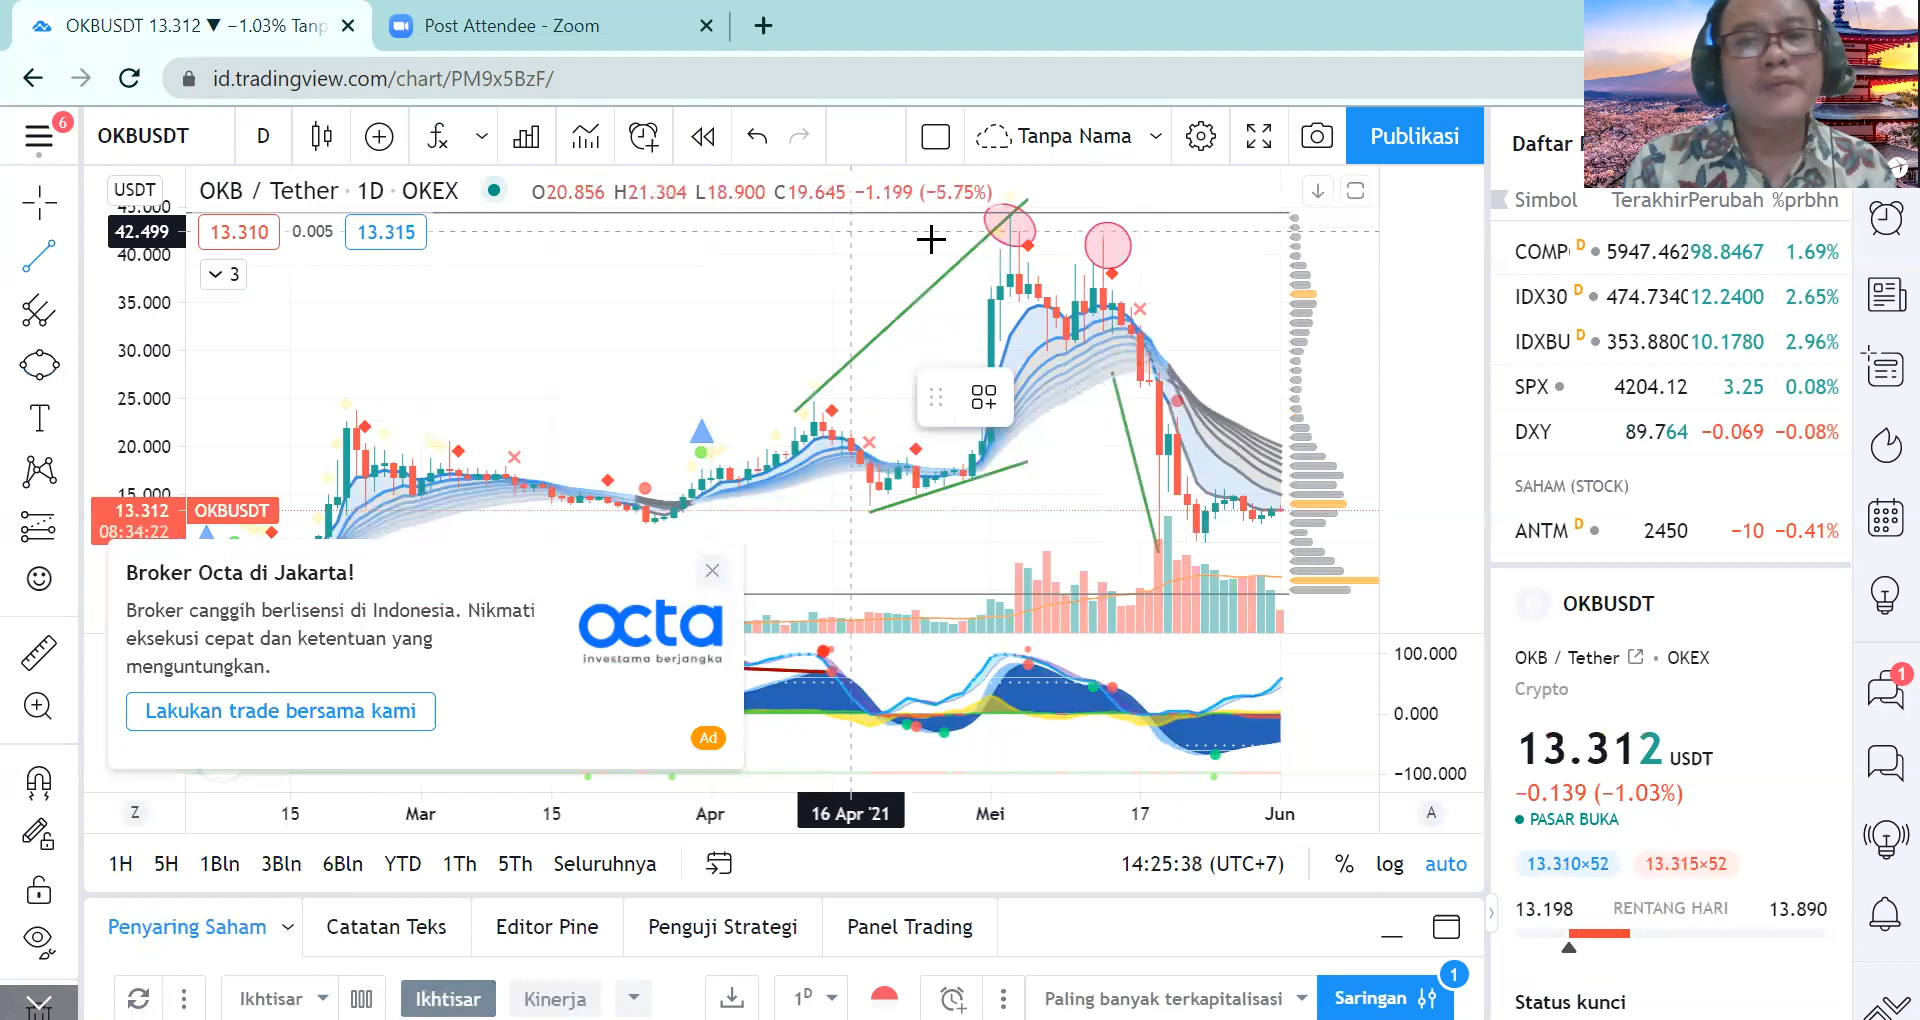 OKBUSDT 13.312 ▼ −1.03% Tanp
Post Attendee - Zoom
id.tradingview.com/chart/PM9x5BzF/
6
OKBUSDT
D
Tanpa Nama
Publikasi
USDT
OKB / Tether · 1D · OKEX
O20.856 H21.304 L18.900 C19.645 −1.199 (−5.75%)
13.310
0.005
13.315
3
45.000
42.499
40.000
35.000
30.000
25.000
20.000
15.000
13.312
08:34:22
OKBUSDT
Broker Octa di Jakarta!
Broker canggih berlisensi di Indonesia. Nikmati
eksekusi cepat dan ketentuan yang
menguntungkan.
Lakukan trade bersama kami
octa
investama berjangka
Ad
100.000
0.000
−100.000
Z
15
Mar
15
Apr
16 Apr '21
Mei
17
Jun
A
1H 5H 1Bln 3Bln 6Bln YTD 1Th 5Th Seluruhnya
14:25:38 (UTC+7)
% log auto
Penyaring Saham
Catatan Teks
Editor Pine
Penguji Strategi
Panel Trading
Ikhtisar
Ikhtisar
Kinerja
1D
Paling banyak terkapitalisasi
Saringan
1
Daftar
Simbol Terakhir Perubah %prbhn
COMP D 5947.462 98.8467 1.69%
IDX30 D 474.734 12.2400 2.65%
IDXBU D 353.880 10.1780 2.96%
SPX 4204.12 3.25 0.08%
DXY 89.764 −0.069 −0.08%
SAHAM (STOCK)
ANTM D 2450 −10 −0.41%
OKBUSDT
OKB / Tether • OKEX
Crypto
13.312 USDT
−0.139 (−1.03%)
PASAR BUKA
13.310×52
13.315×52
13.198 RENTANG HARI 13.890
Status kunci
1